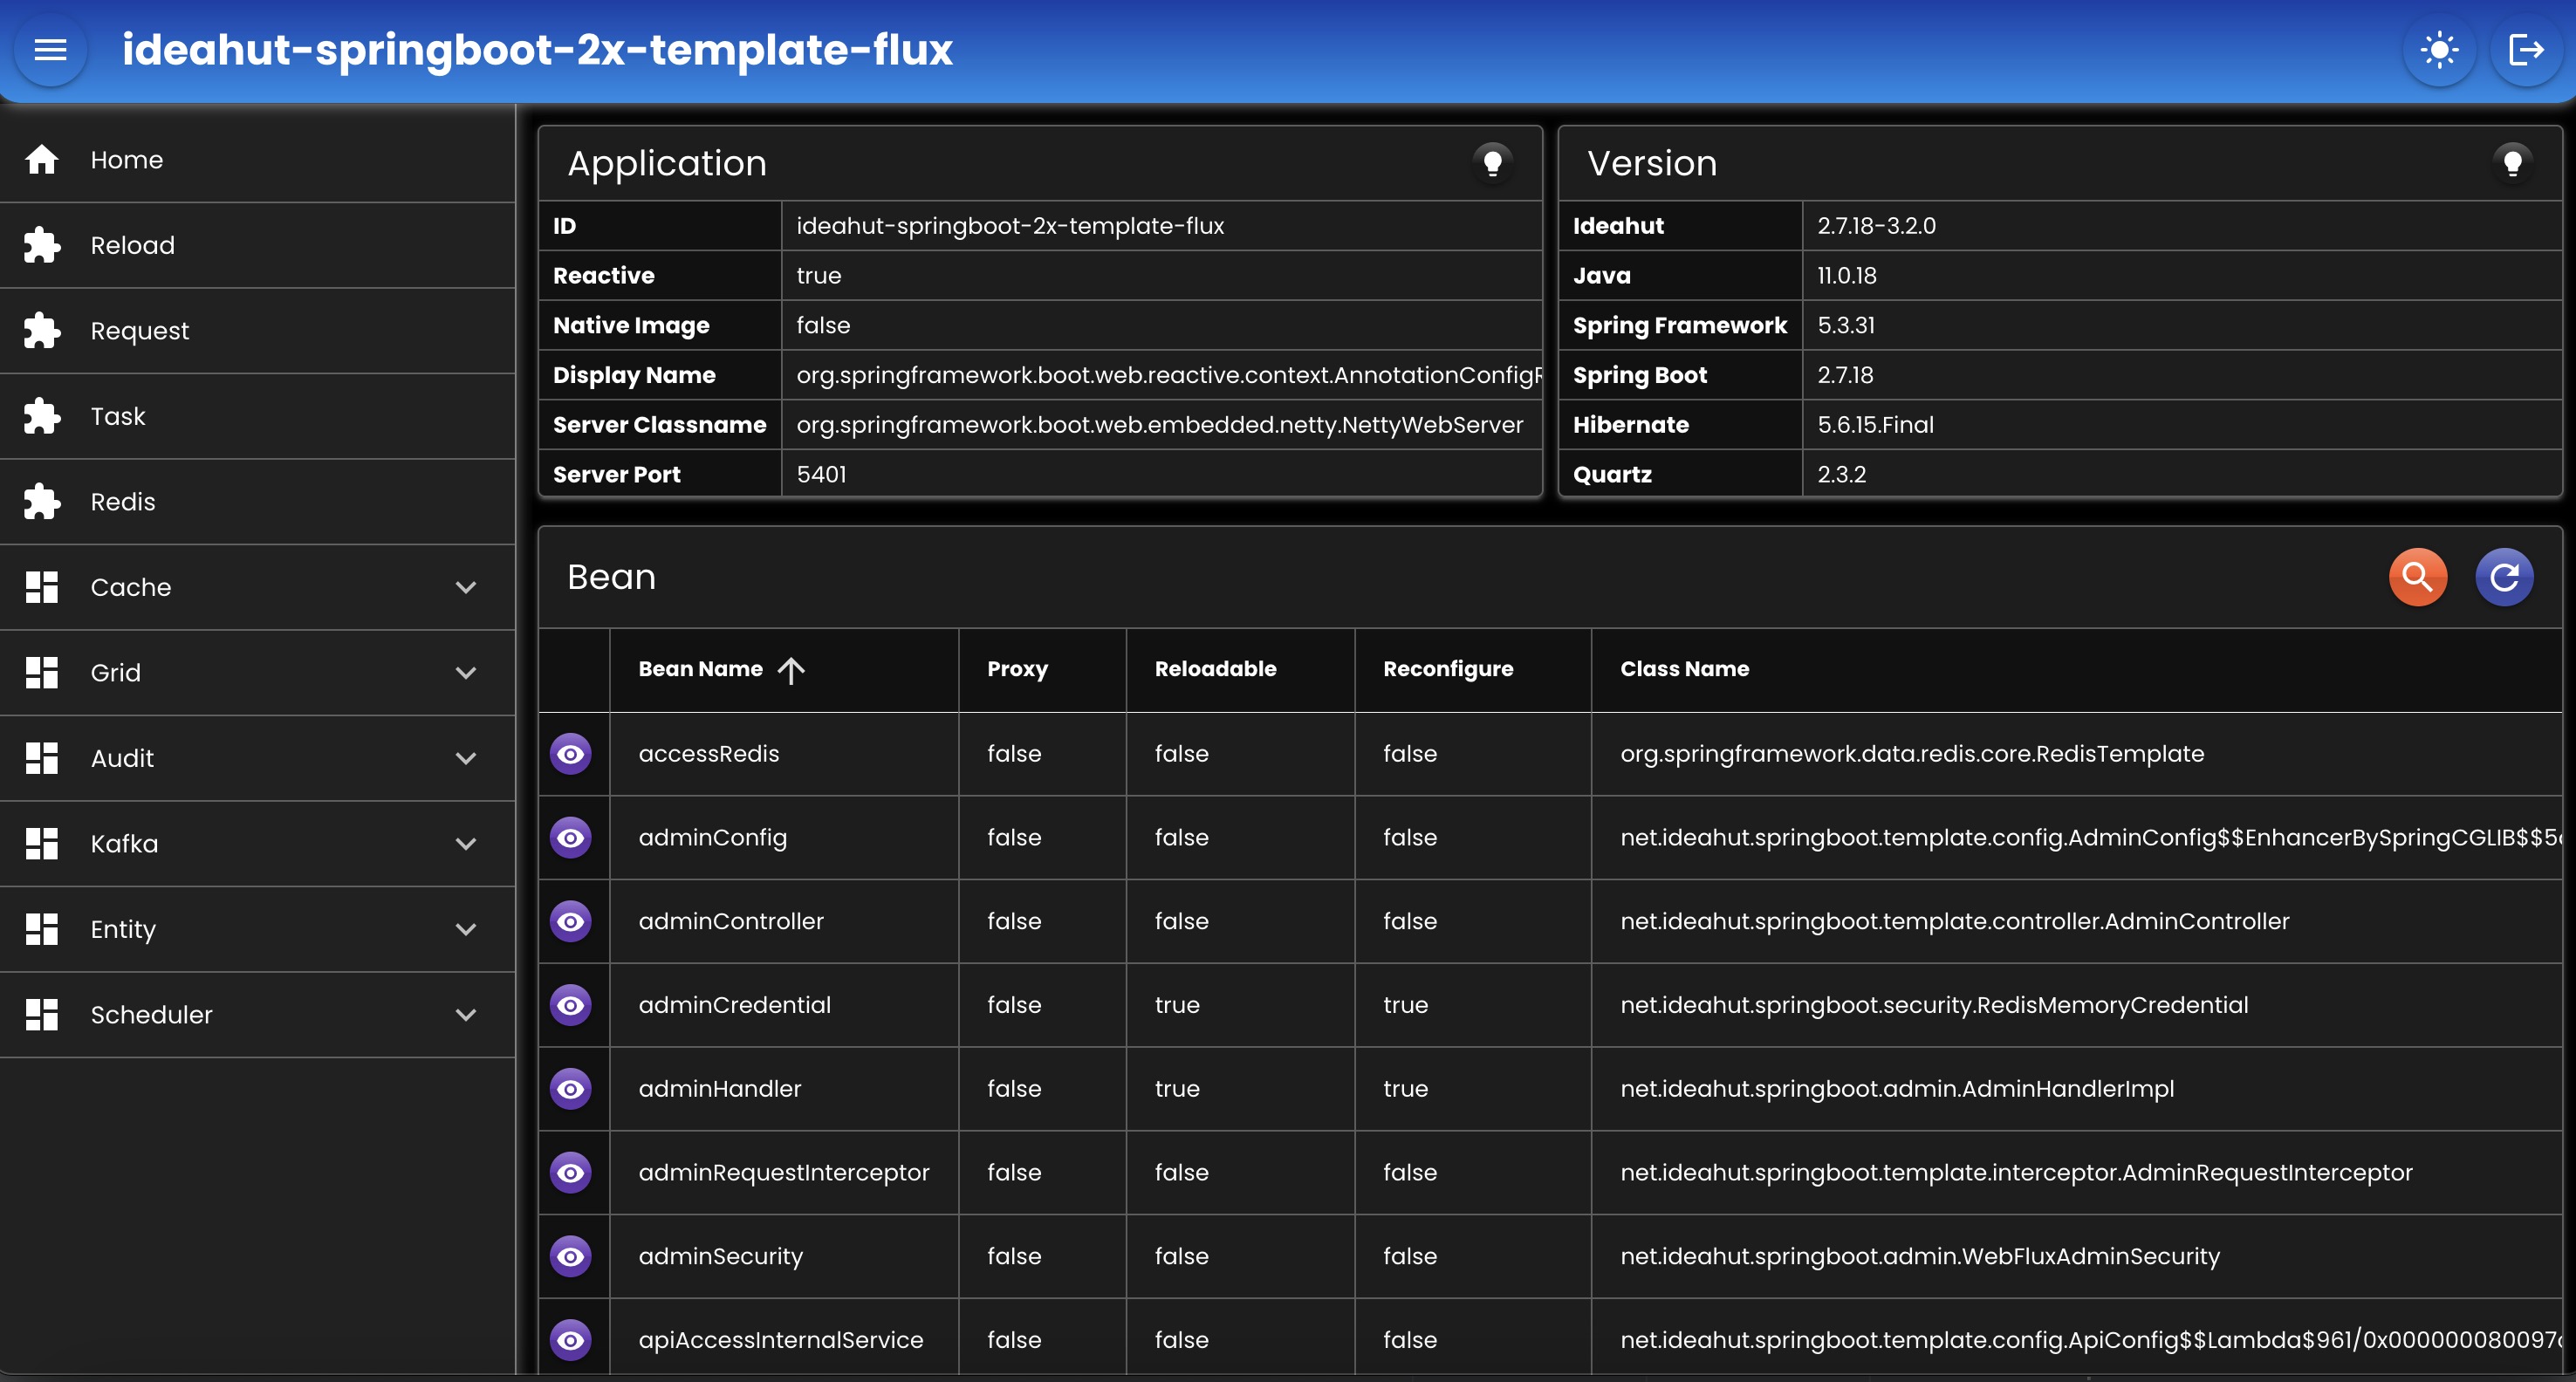 ideahut-springboot-2x-template-flux
Home
Reload
Request
Task
Redis
Cache
Grid
Audit
Kafka
Entity
Scheduler
Application
ID ideahut-springboot-2x-template-flux
Reactive true
Native Image false
Display Name org.springframework.boot.web.reactive.context.AnnotationConfigR
Server Classname org.springframework.boot.web.embedded.netty.NettyWebServer
Server Port 5401
Version
Ideahut 2.7.18-3.2.0
Java 11.0.18
Spring Framework 5.3.31
Spring Boot 2.7.18
Hibernate 5.6.15.Final
Quartz 2.3.2
Bean
Bean Name Proxy Reloadable Reconfigure Class Name
accessRedis false false false org.springframework.data.redis.core.RedisTemplate
adminConfig false false false net.ideahut.springboot.template.config.AdminConfig$$EnhancerBySpringCGLIB$$5
adminController false false false net.ideahut.springboot.template.controller.AdminController
adminCredential false true true net.ideahut.springboot.security.RedisMemoryCredential
adminHandler false true true net.ideahut.springboot.admin.AdminHandlerImpl
adminRequestInterceptor false false false net.ideahut.springboot.template.interceptor.AdminRequestInterceptor
adminSecurity false false false net.ideahut.springboot.admin.WebFluxAdminSecurity
apiAccessInternalService false false false net.ideahut.springboot.template.config.ApiConfig$$Lambda$961/0x000000080097